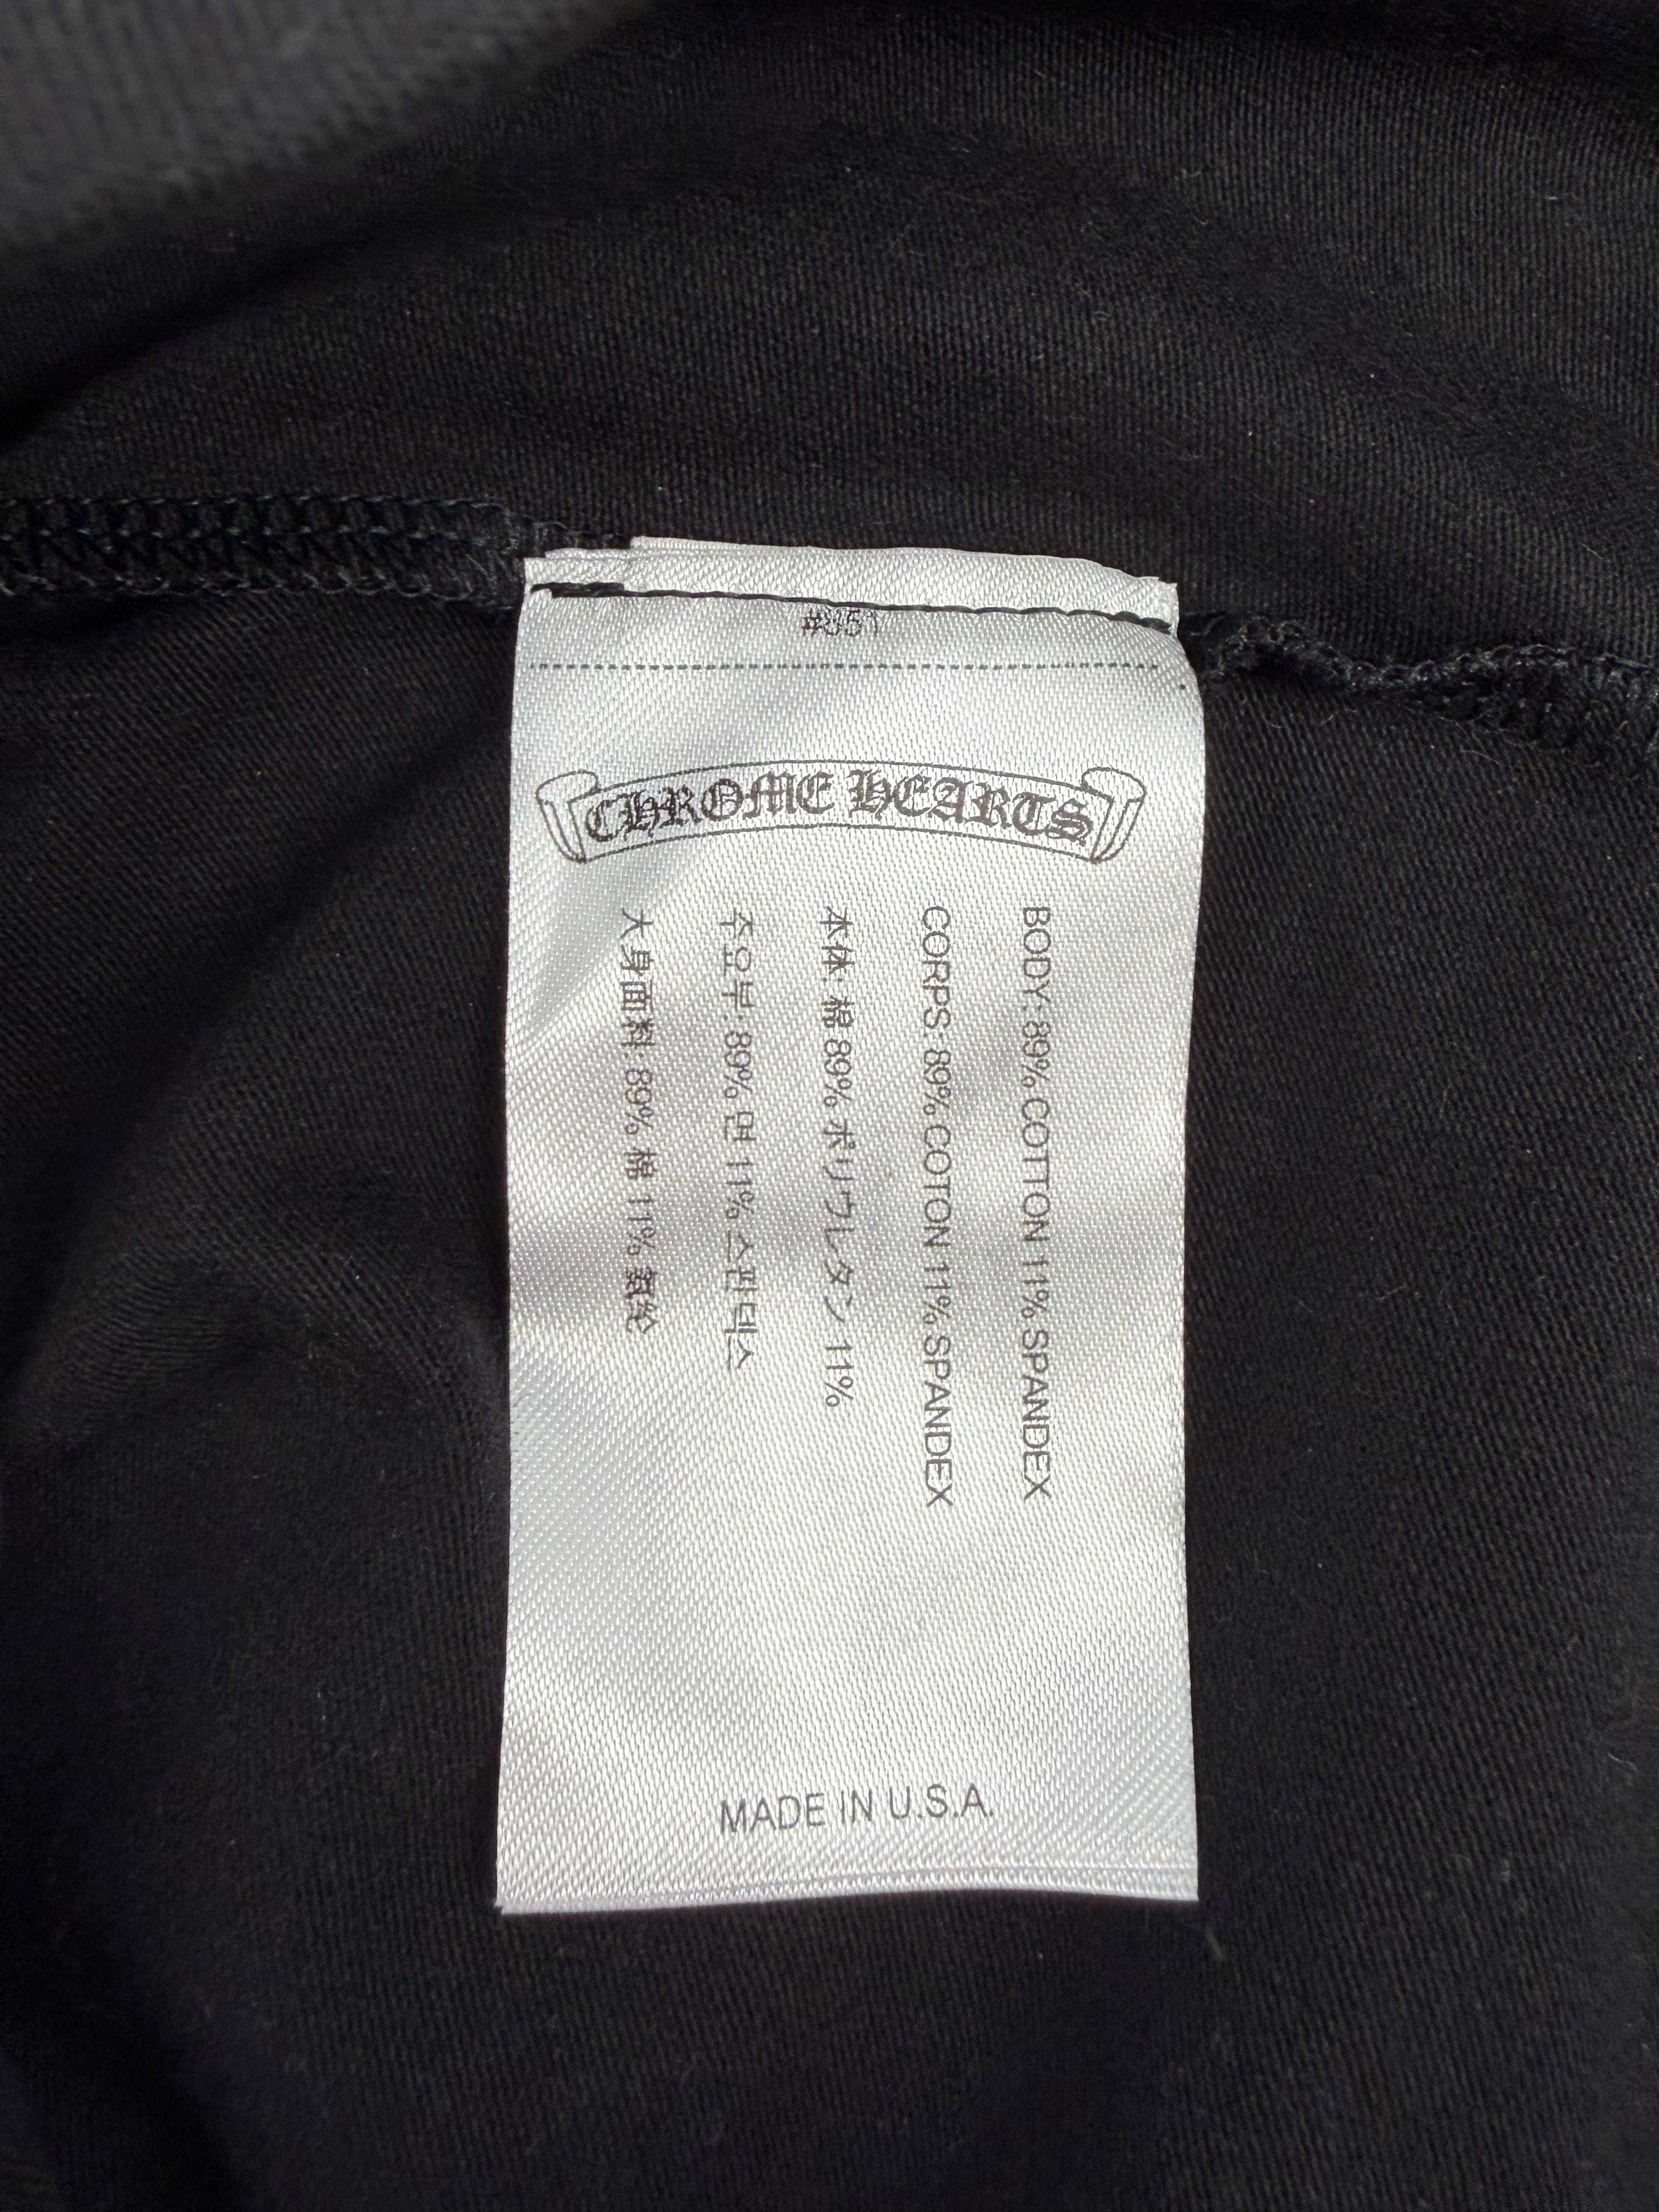 #851
CHROME HEARTS
BODY: 89% COTTON 11% SPANDEX
CORPS: 89% COTON 11% SPANDEX
本体: 棉 89% ポリウレタン 11%
주요부: 89% 면 11% 스판덱스
大身面料: 89% 棉 11% 氨纶
MADE IN U.S.A.